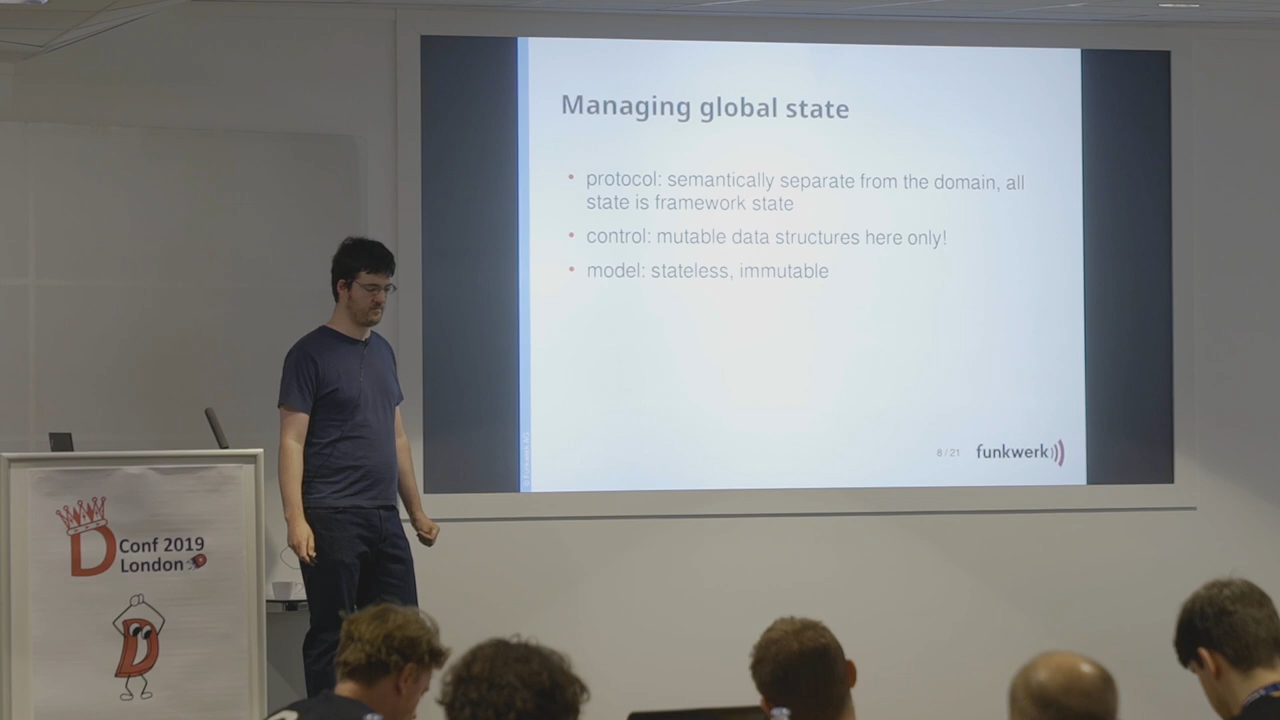 Managing global state
• protocol: semantically separate from the domain, all
state is framework state
• control: mutable data structures here only!
• model: stateless, immutable
8 / 21
funkwerk
D Conf 2019
London
D